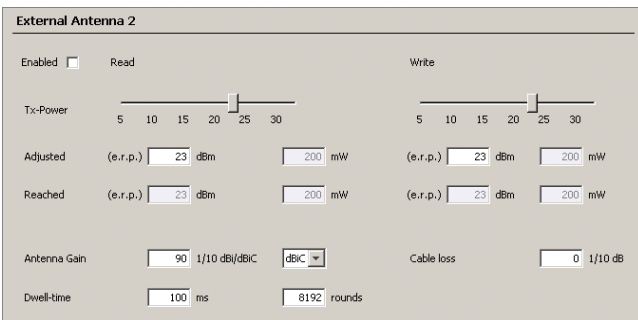 External Antenna 2
Enabled Read Write
Tx-Power
5 10 15 20 25 30 5 10 15 20 25 30
Adjusted (e.r.p.) 23 dBm 200 mW (e.r.p.) 23 dBm 200 mW
Reached (e.r.p.) 23 dBm 200 mW (e.r.p.) 23 dBm 200 mW
Antenna Gain 90 1/10 dBi/dBiC dBiC Cable loss 0 1/10 dB
Dwell-time 100 ms 8192 rounds